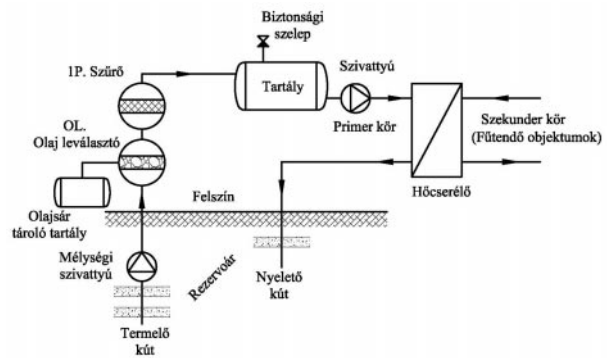 Biztonsági
szelep
1P. Szűrő
Tartály
Szivattyú
Primer kör
Szekunder kör
(Fűtendő objektumok)
Hőcserélő
OL.
Olaj leválasztó
Olajsár
tároló tartály
Felszín
Mélységi
szivattyú
Rezervoár
Nyelető
kút
Termelő
kút